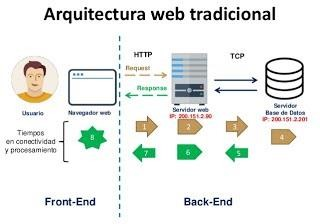 Arquitectura web tradicional
HTTP
TCP
Request
Response
Usuario
Navegador web
Servidor web
IP: 200.151.2.90
Servidor
Base de Datos
IP: 200.151.2.201
Tiempos
en conectividad
y procesamiento
8
1
2
3
4
7
6
5
Front-End
Back-End